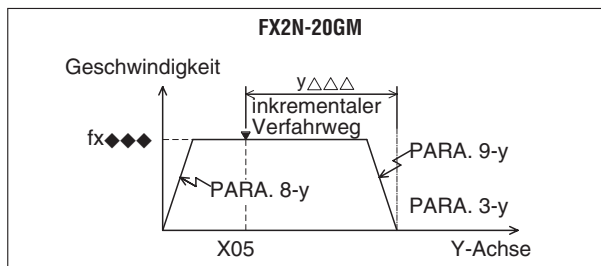 FX2N-20GM
Geschwindigkeit
y△△△
inkrementaler
Verfahrweg
fx◆◆◆
PARA. 9-y
PARA. 8-y
PARA. 3-y
X05
Y-Achse